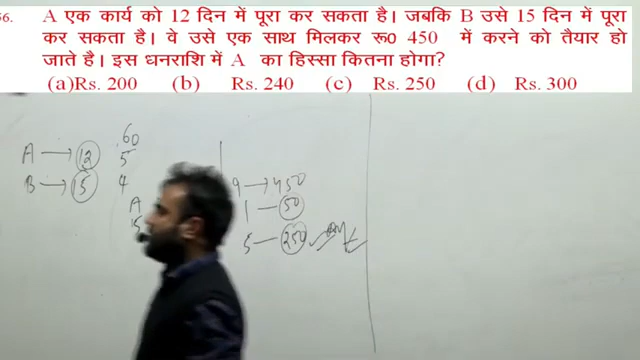 36. A एक कार्य को 12 दिन में पूरा कर सकता है। जबकि B उसे 15 दिन में पूरा
कर सकता है। वे उसे एक साथ मिलकर रू0 450 में करने को तैयार हो
जाते है। इस धनराशि में A का हिस्सा कितना होगा?
(a)Rs. 200 (b) Rs. 240 (c) Rs. 250 (d) Rs. 300
60
A → 12 5
B → 15 4
A
5
9 → 450
1 — 50
5 — 250